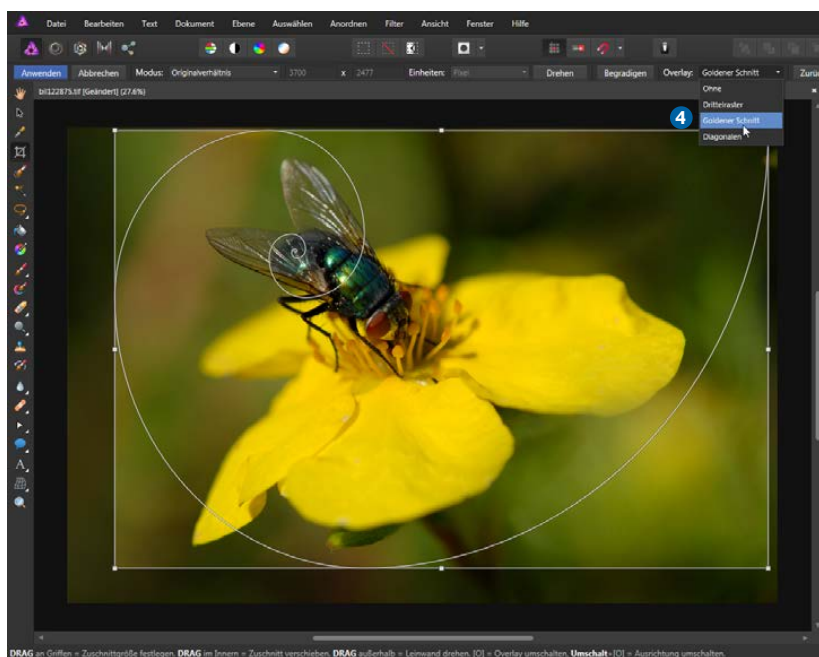 Datei Bearbeiten Text Dokument Ebene Auswählen Anordnen Filter Ansicht Fenster Hilfe
Anwenden Abbrechen Modus: Originalverhältnis 3700 x 2477 Einheiten: Pixel Drehen Begradigen Overlay: Goldener Schnitt Zurü
bil122875.tif [Geändert] (27.6%)
Ohne
Drittelraster
4 Goldener Schnitt
Diagonalen
DRAG an Griffen = Zuschnittgröße festlegen. DRAG im Innern = Zuschnitt verschieben. DRAG außerhalb = Leinwand drehen. [O] = Overlay umschalten. Umschalt+[O] = Ausrichtung umschalten.